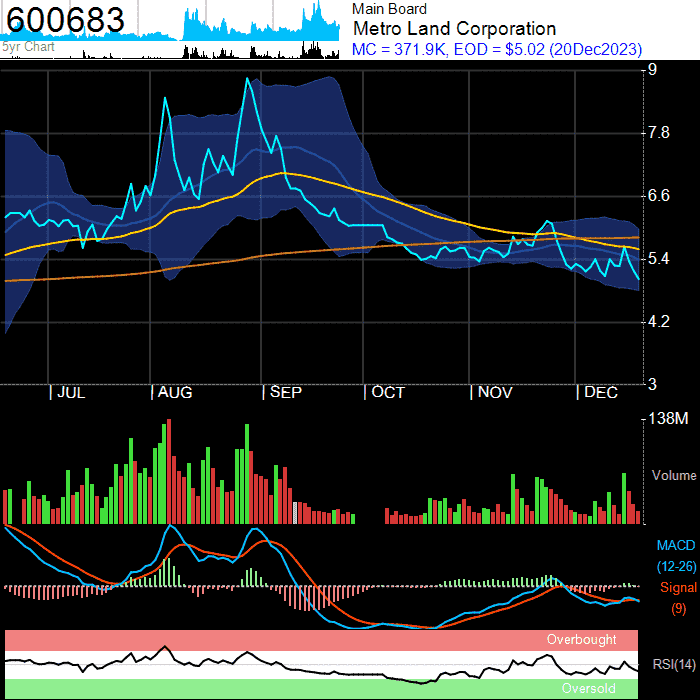 600683
5yr Chart
Main Board
Metro Land Corporation
MC = 371.9K, EOD = $5.02 (20Dec2023)
9
7.8
6.6
5.4
4.2
3
| JUL | AUG | SEP | OCT | NOV | DEC
138M
Volume
MACD
(12-26)
Signal
(9)
Overbought
RSI(14)
Oversold